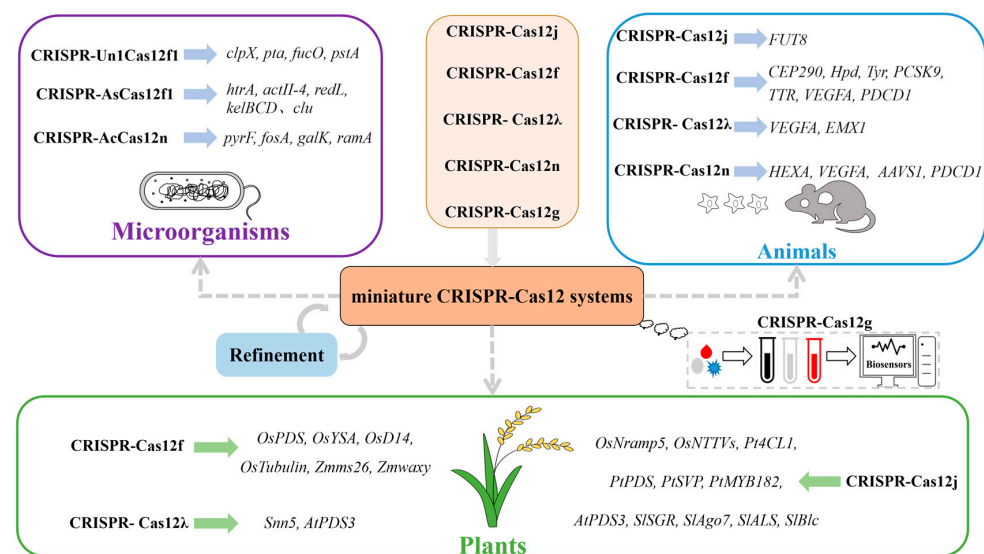 CRISPR-Un1Cas12f1
clpX, pta, fucO, pstA
CRISPR-AsCas12f1
htrA, actII-4, redL,
kelBCD、clu
CRISPR-AcCas12n
pyrF, fosA, galK, ramA
Microorganisms
CRISPR-Cas12j
CRISPR-Cas12f
CRISPR- Cas12λ
CRISPR-Cas12n
CRISPR-Cas12g
CRISPR-Cas12j
FUT8
CRISPR-Cas12f
CEP290, Hpd, Tyr, PCSK9,
TTR, VEGFA, PDCD1
CRISPR- Cas12λ
VEGFA, EMX1
CRISPR-Cas12n
HEXA, VEGFA, AAVS1, PDCD1
Animals
miniature CRISPR-Cas12 systems
Refinement
CRISPR-Cas12g
Biosensors
CRISPR-Cas12f
OsPDS, OsYSA, OsD14,
OsTubulin, Zmms26, Zmwaxy
CRISPR- Cas12λ
Snn5, AtPDS3
OsNramp5, OsNTTVs, Pt4CL1,
PtPDS, PtSVP, PtMYB182,
AtPDS3, SlSGR, SlAgo7, SlALS, SlBlc
CRISPR-Cas12j
Plants